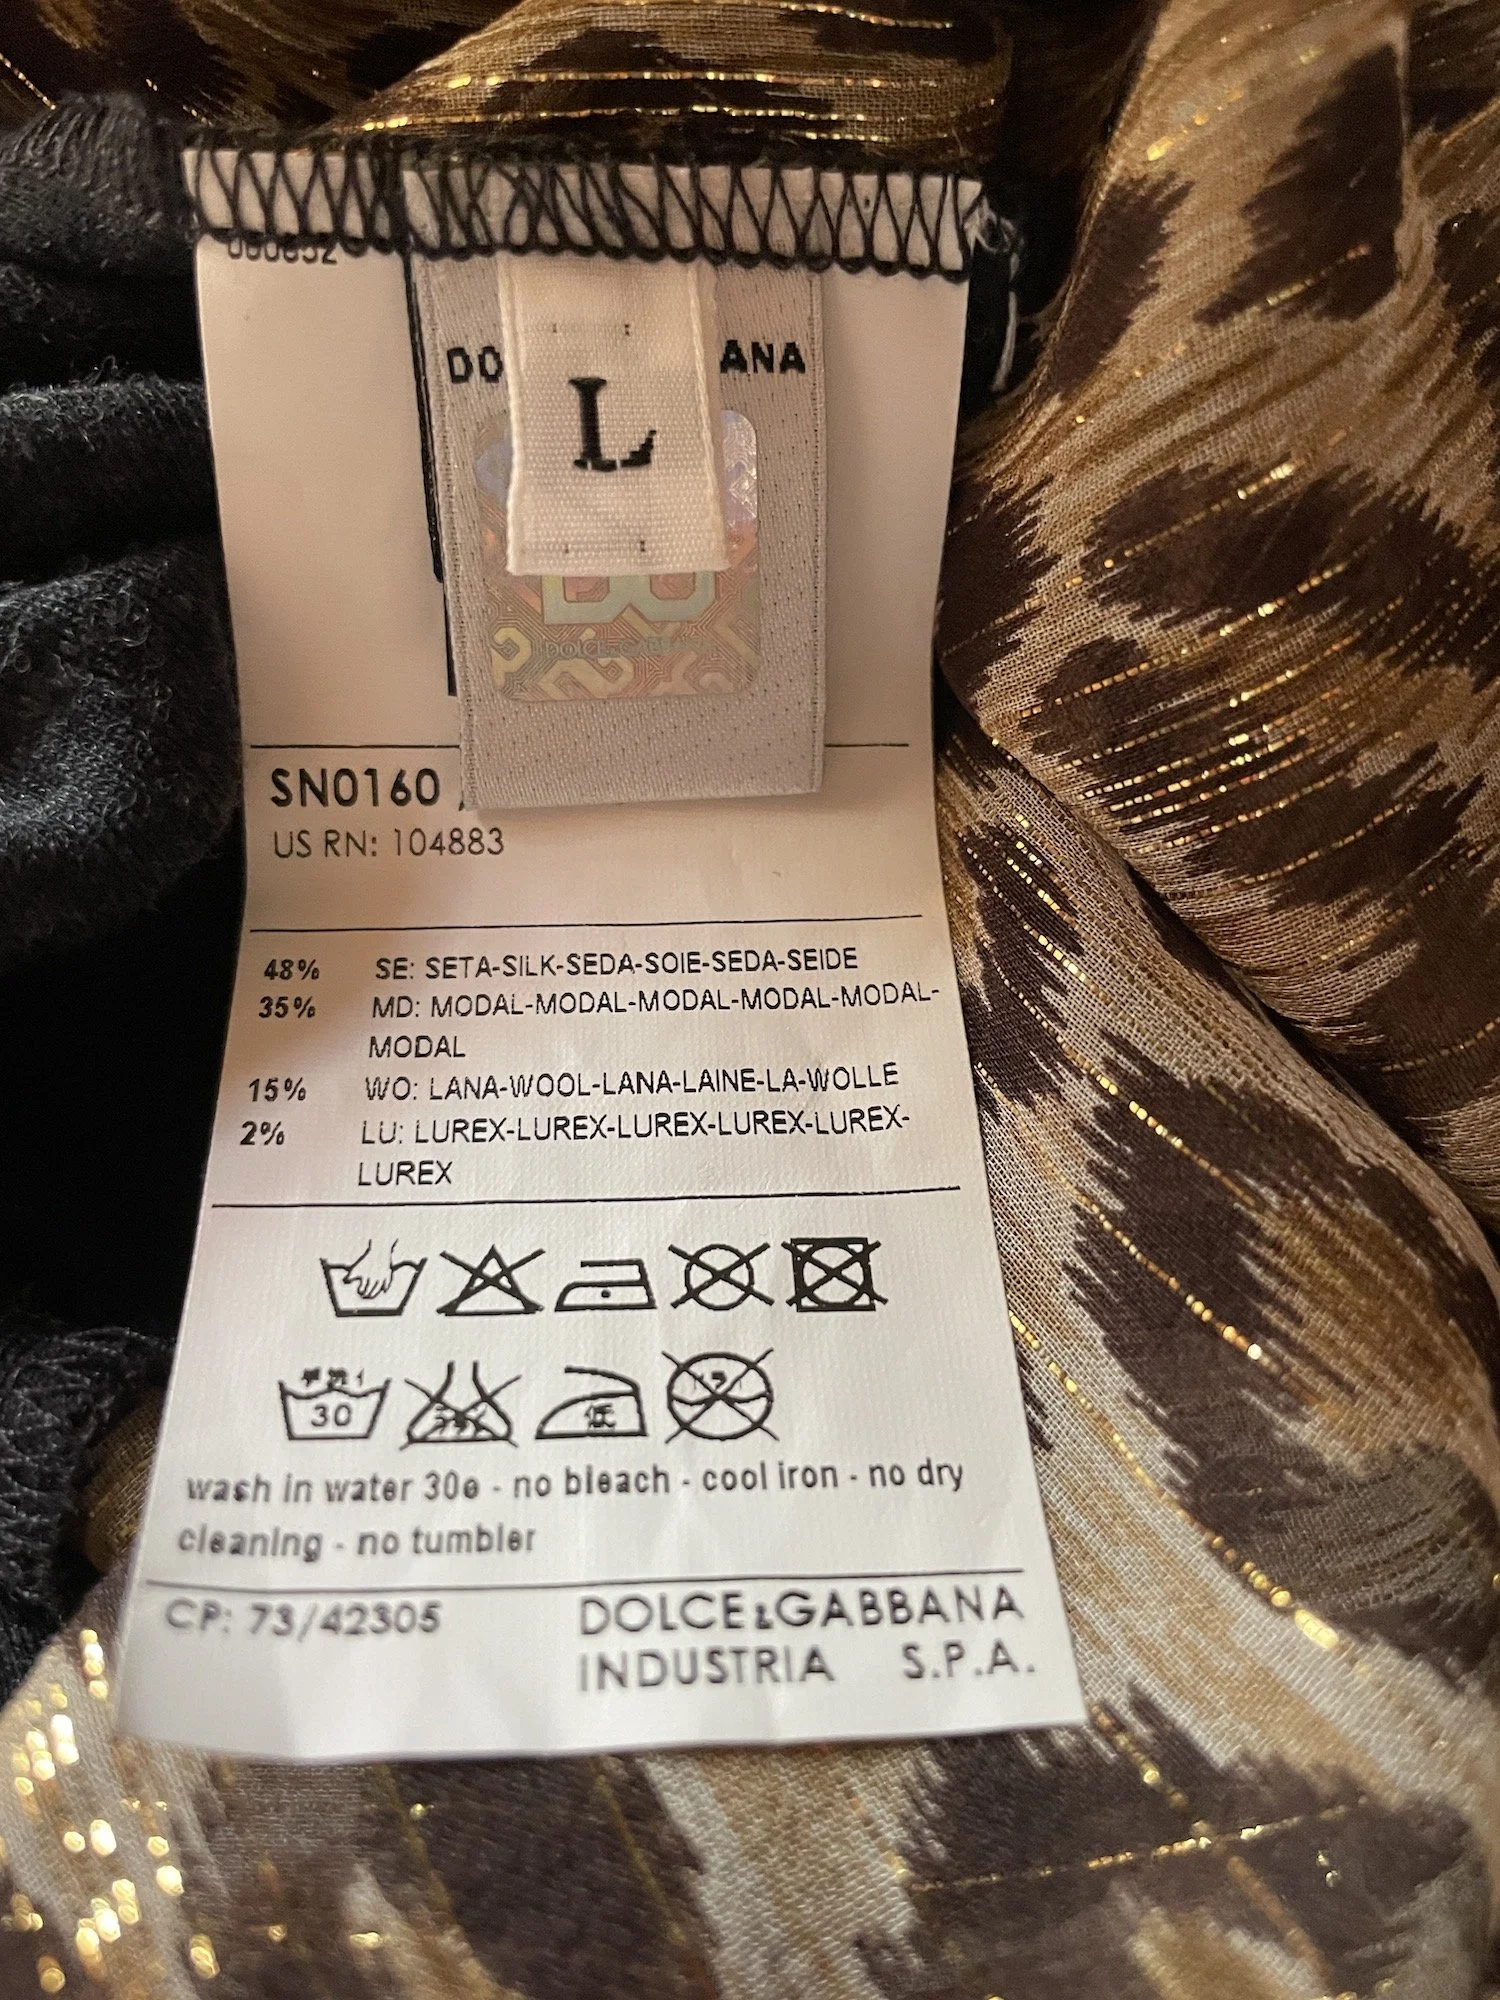 DO ANA
L
DOLCE & GABBANA
SN0160
US RN: 104883
48% SE: SETA-SILK-SEDA-SOIE-SEDA-SEIDE
35% MD: MODAL-MODAL-MODAL-MODAL-MODAL-
MODAL
15% WO: LANA-WOOL-LANA-LAINE-LA-WOLLE
2% LU: LUREX-LUREX-LUREX-LUREX-LUREX-
LUREX
30
低
wash in water 30e - no bleach - cool iron - no dry
cleaning - no tumbler
CP: 73/42305
DOLCE&GABBANA
INDUSTRIA S.P.A.